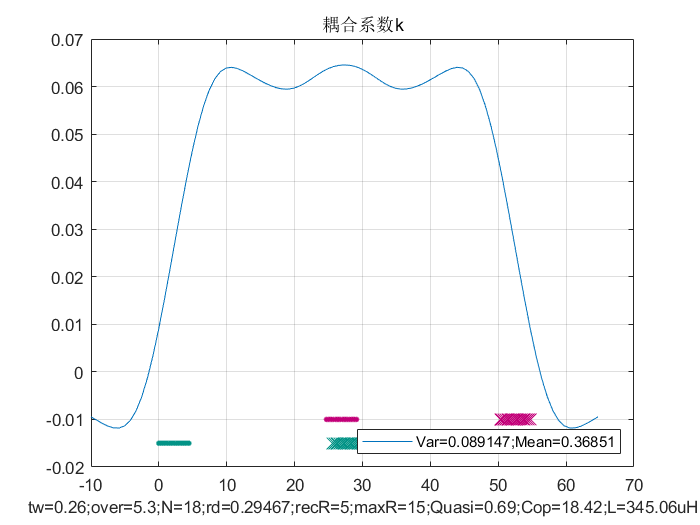 耦合系数k
0.07
0.06
0.05
0.04
0.03
0.02
0.01
0
-0.01
-0.02
Var=0.089147;Mean=0.36851
-10 0 10 20 30 40 50 60 70
tw=0.26;over=5.3;N=18;rd=0.29467;recR=5;maxR=15;Quasi=0.69;Cop=18.42;L=345.06uH